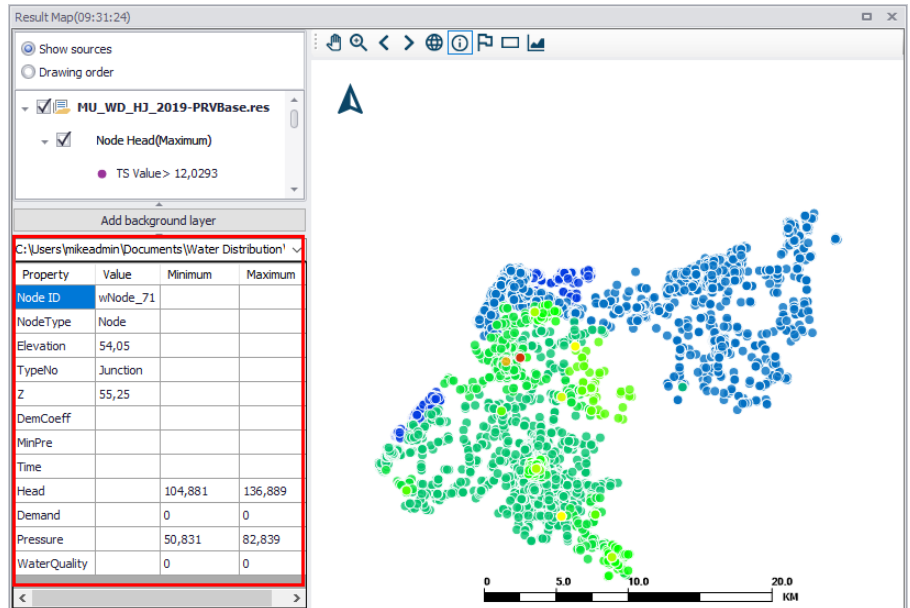 Result Map(09:31:24)
Show sources
Drawing order
MU_WD_HJ_2019-PRVBase.res
Node Head(Maximum)
TS Value> 12,0293
Add background layer
C:\Users\mikeadmin\Documents\Water Distribution\
Property Value Minimum Maximum
Node ID wNode_71
NodeType Node
Elevation 54,05
TypeNo Junction
Z 55,25
DemCoeff
MinPre
Time
Head 104,881 136,889
Demand 0 0
Pressure 50,831 82,839
WaterQuality 0 0
0 5.0 10.0 20.0
KM